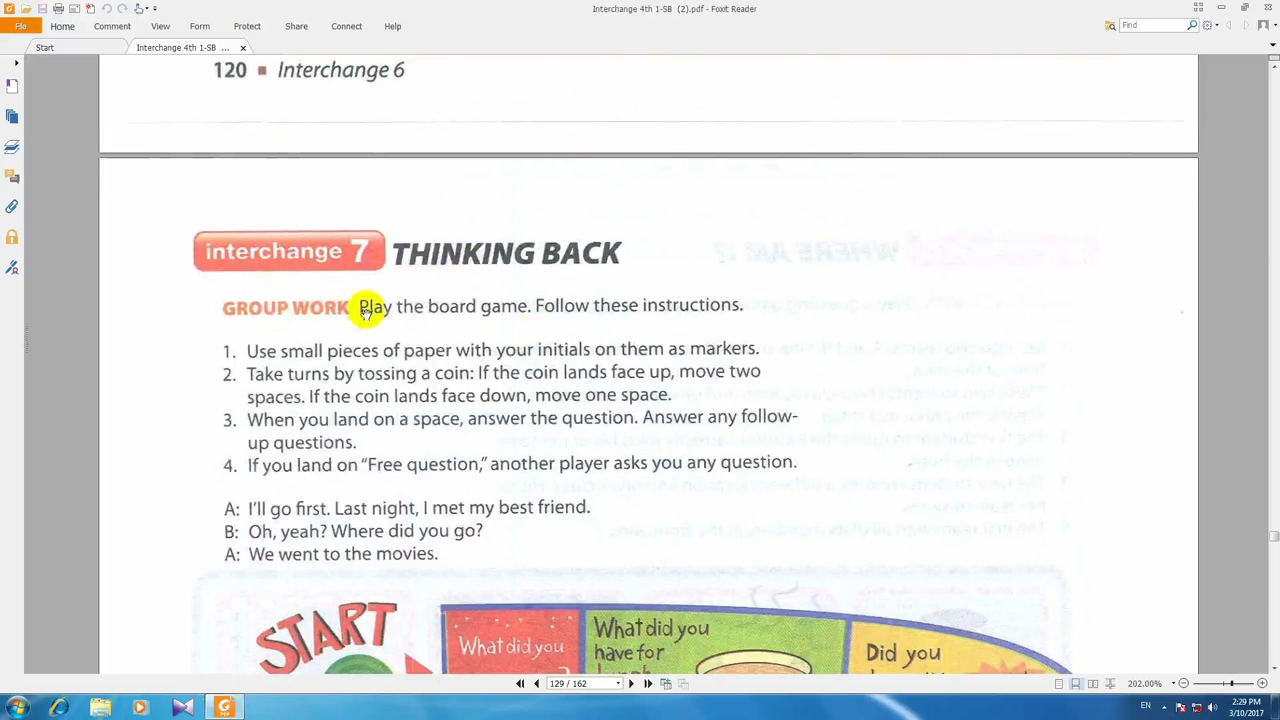 Interchange 4th 1-SB (2).pdf - Foxit Reader
File Home Comment View Form Protect Share Connect Help
Find
Start Interchange 4th 1-SB ...
120 ▪ Interchange 6
interchange 7 THINKING BACK
GROUP WORK Play the board game. Follow these instructions.
1. Use small pieces of paper with your initials on them as markers.
2. Take turns by tossing a coin: If the coin lands face up, move two
spaces. If the coin lands face down, move one space.
3. When you land on a space, answer the question. Answer any follow-
up questions.
4. If you land on “Free question,” another player asks you any question.
A: I’ll go first. Last night, I met my best friend.
B: Oh, yeah? Where did you go?
A: We went to the movies.
START
What did you
What did you
have for
Did you
129 / 162
202.00%
EN
2:29 PM
3/10/2017